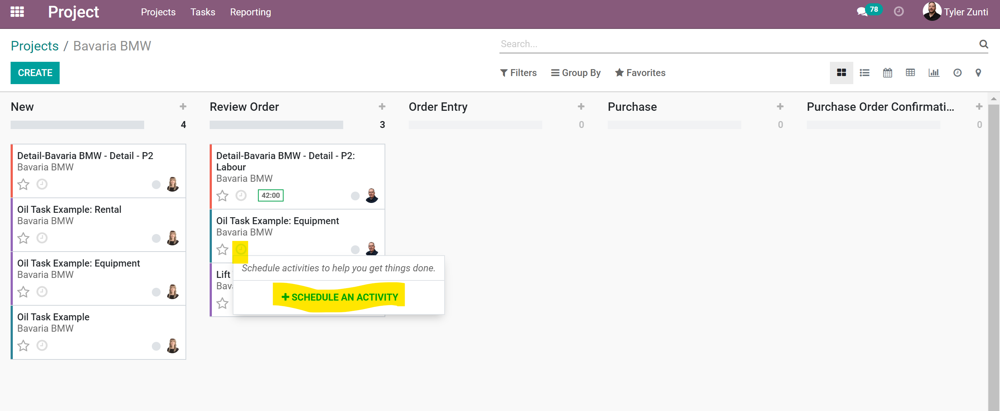 Project
Projects
Tasks
Reporting
78
Tyler Zunti
Projects / Bavaria BMW
Search...
CREATE
Filters
Group By
Favorites
New
4
Review Order
3
Order Entry
0
Purchase
0
Purchase Order Confirmati...
0
Detail-Bavaria BMW - Detail - P2
Bavaria BMW
Oil Task Example: Rental
Bavaria BMW
Oil Task Example: Equipment
Bavaria BMW
Oil Task Example
Bavaria BMW
Detail-Bavaria BMW - Detail - P2:
Labour
Bavaria BMW
42:00
Oil Task Example: Equipment
Bavaria BMW
Lift
Schedule activities to help you get things done.
SCHEDULE AN ACTIVITY